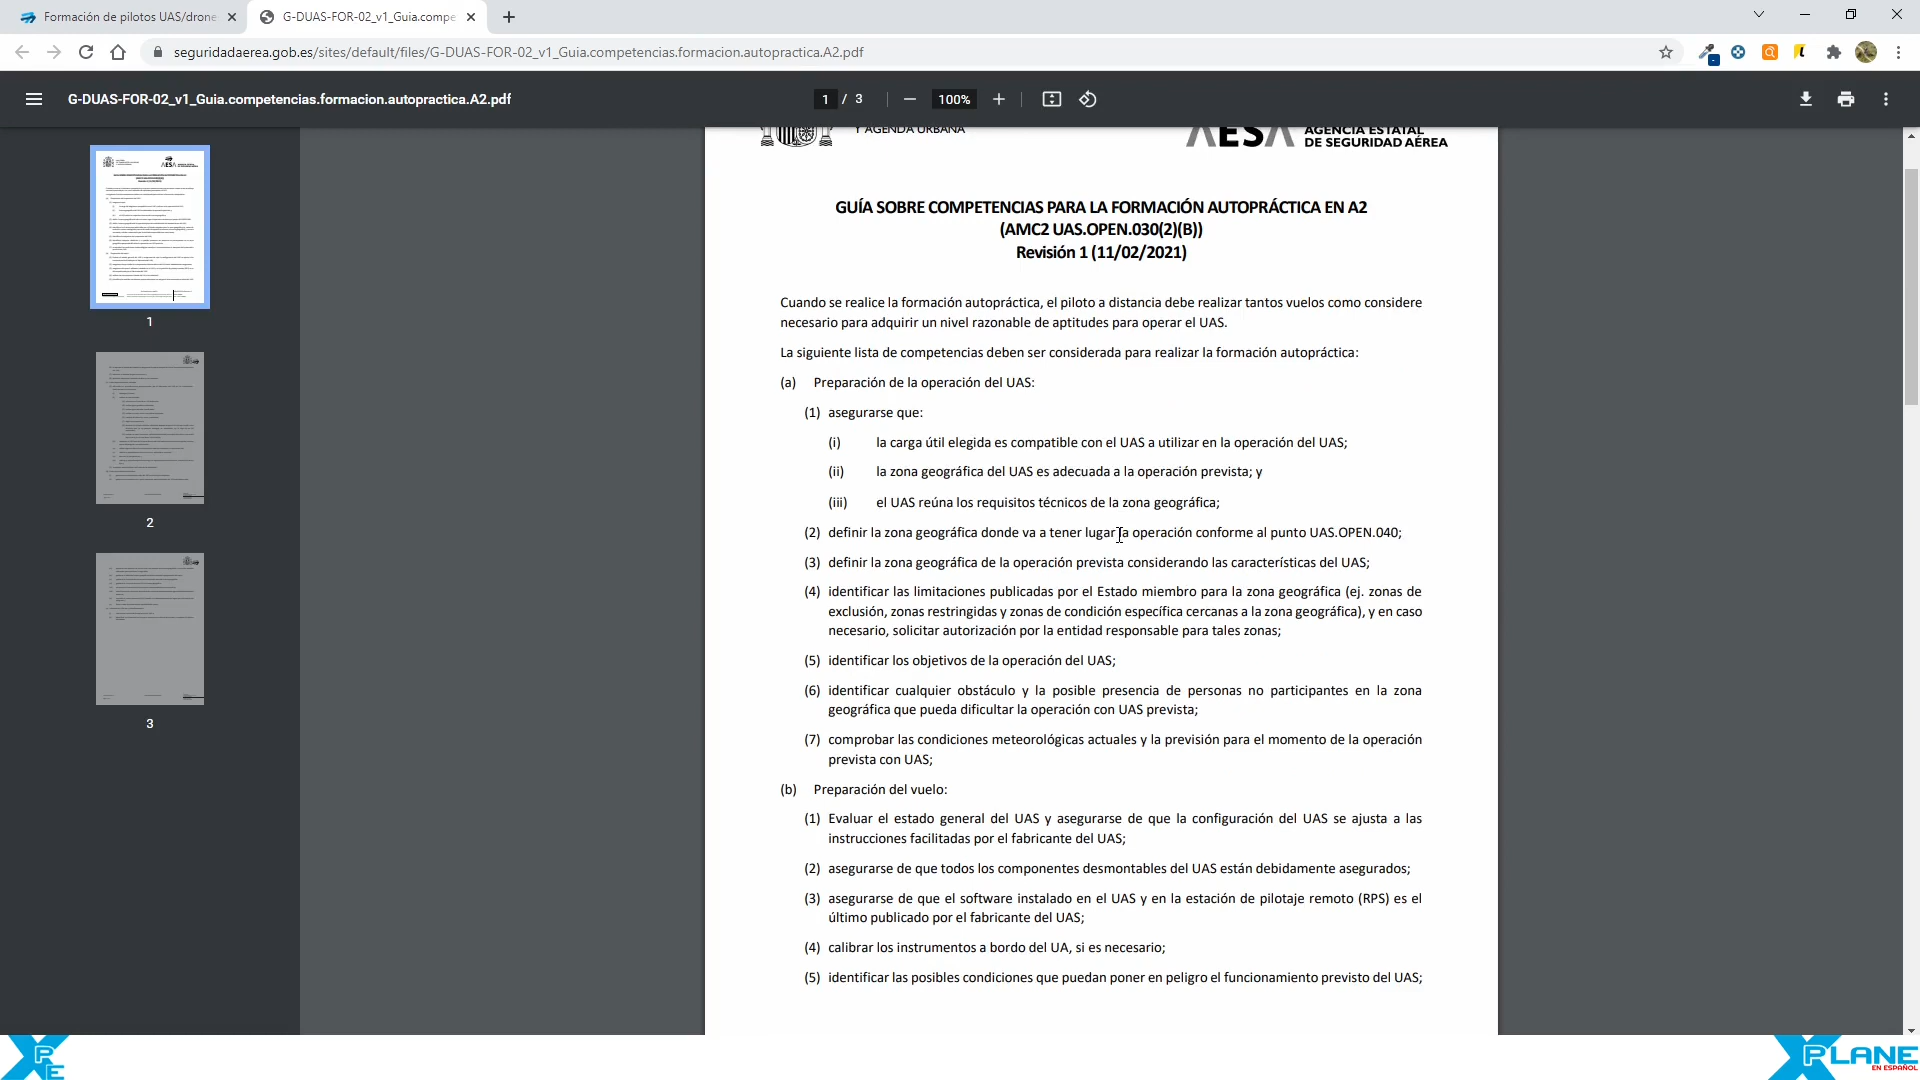 Formación de pilotos UAS/drone
G-DUAS-FOR-02_v1_Guia.compe
seguridadaerea.gob.es/sites/default/files/G-DUAS-FOR-02_v1_Guia.competencias.formacion.autopractica.A2.pdf
G-DUAS-FOR-02_v1_Guia.competencias.formacion.autopractica.A2.pdf
1 / 3
100%
Y AGENDA URBANA
AESA
AGENCIA ESTATAL
DE SEGURIDAD AÉREA
GUÍA SOBRE COMPETENCIAS PARA LA FORMACIÓN AUTOPRÁCTICA EN A2
(AMC2 UAS.OPEN.030(2)(B))
Revisión 1 (11/02/2021)
Cuando se realice la formación autopráctica, el piloto a distancia debe realizar tantos vuelos como considere
necesario para adquirir un nivel razonable de aptitudes para operar el UAS.
La siguiente lista de competencias deben ser considerada para realizar la formación autopráctica:
(a) Preparación de la operación del UAS:
(1) asegurarse que:
(i) la carga útil elegida es compatible con el UAS a utilizar en la operación del UAS;
(ii) la zona geográfica del UAS es adecuada a la operación prevista; y
(iii) el UAS reúna los requisitos técnicos de la zona geográfica;
(2) definir la zona geográfica donde va a tener lugar la operación conforme al punto UAS.OPEN.040;
(3) definir la zona geográfica de la operación prevista considerando las características del UAS;
(4) identificar las limitaciones publicadas por el Estado miembro para la zona geográfica (ej. zonas de
exclusión, zonas restringidas y zonas de condición específica cercanas a la zona geográfica), y en caso
necesario, solicitar autorización por la entidad responsable para tales zonas;
(5) identificar los objetivos de la operación del UAS;
(6) identificar cualquier obstáculo y la posible presencia de personas no participantes en la zona
geográfica que pueda dificultar la operación con UAS prevista;
(7) comprobar las condiciones meteorológicas actuales y la previsión para el momento de la operación
prevista con UAS;
(b) Preparación del vuelo:
(1) Evaluar el estado general del UAS y asegurarse de que la configuración del UAS se ajusta a las
instrucciones facilitadas por el fabricante del UAS;
(2) asegurarse de que todos los componentes desmontables del UAS están debidamente asegurados;
(3) asegurarse de que el software instalado en el UAS y en la estación de pilotaje remoto (RPS) es el
último publicado por el fabricante del UAS;
(4) calibrar los instrumentos a bordo del UA, si es necesario;
(5) identificar las posibles condiciones que puedan poner en peligro el funcionamiento previsto del UAS;
1
2
3
XPE
XPLANE
EN ESPAÑOL